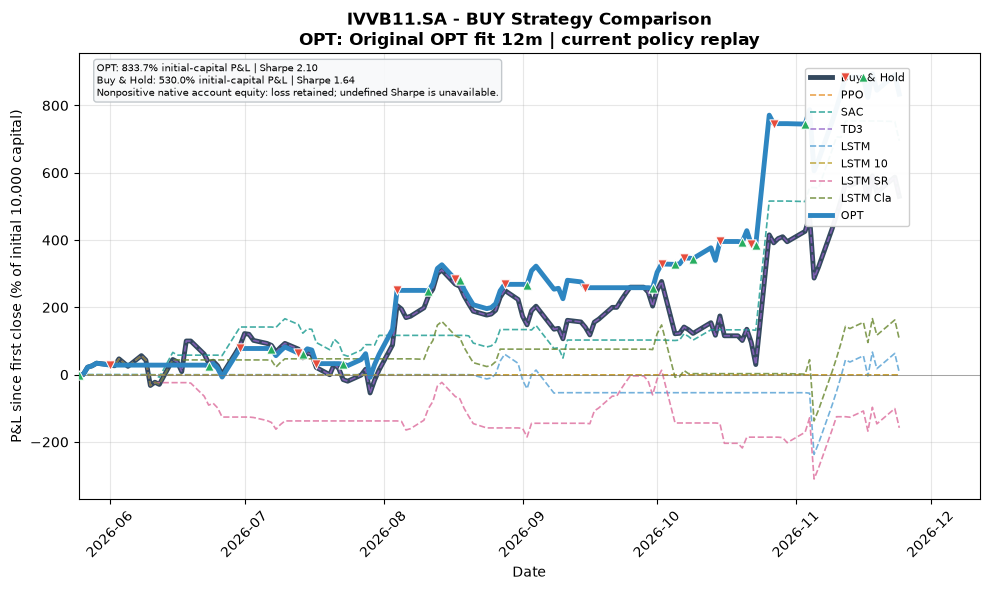 IVVB11.SA - BUY Strategy Comparison
OPT: Original OPT fit 12m | current policy replay
OPT: 833.7% initial-capital P&L | Sharpe 2.10
Buy & Hold: 530.0% initial-capital P&L | Sharpe 1.64
Nonpositive native account equity: loss retained; undefined Sharpe is unavailable.
Buy & Hold
PPO
SAC
TD3
LSTM
LSTM 10
LSTM SR
LSTM Cla
OPT
P&L since first close (% of initial 10,000 capital)
800
600
400
200
0
−200
2026-06
2026-07
2026-08
2026-09
2026-10
2026-11
2026-12
Date